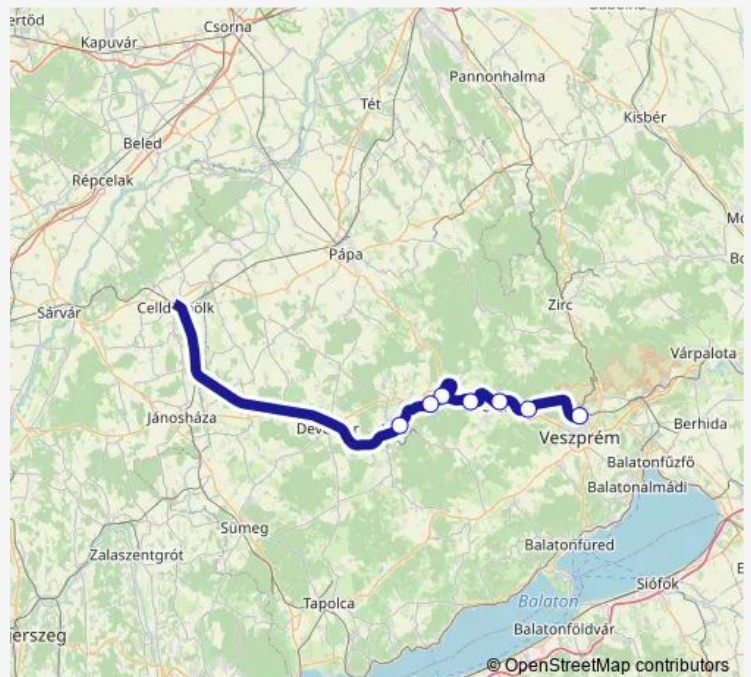 Csorna
Kapuvár
Pannonhalma
Tét
Kisbér
Beled
Répcelak
Pápa
Zirc
Sárvár
Várpalota
Jánosháza
Berhida
Veszprém
Balatonfűzfő
Balatonalmádi
Sümeg
Balatonfüred
Zalaszentgrót
Siófok
Tapolca
Balaton
Balatonföldvár
erszeg
© OpenStreetMap contributors